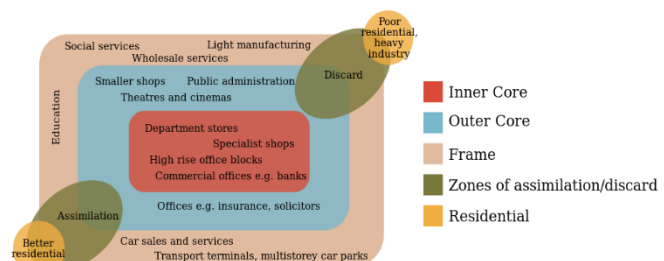 Poor
residential,
heavy
industry
Social services
Light manufacturing
Wholesale services
Discard
Smaller shops
Public administration
Theatres and cinemas
Education
Department stores
Specialist shops
High rise office blocks
Commercial offices e.g. banks
Offices e.g. insurance, solicitors
Assimilation
Car sales and services
Better
residential
Transport terminals, multistorey car parks
Inner Core
Outer Core
Frame
Zones of assimilation/discard
Residential